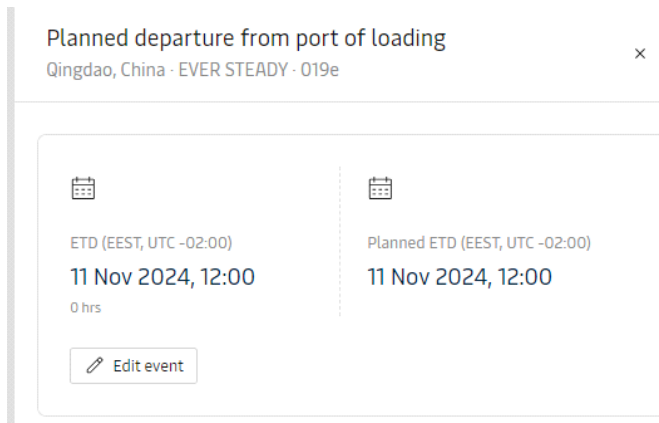 Planned departure from port of loading
Qingdao, China · EVER STEADY · 019e
ETD (EEST, UTC -02:00)
11 Nov 2024, 12:00
0 hrs
Planned ETD (EEST, UTC -02:00)
11 Nov 2024, 12:00
Edit event